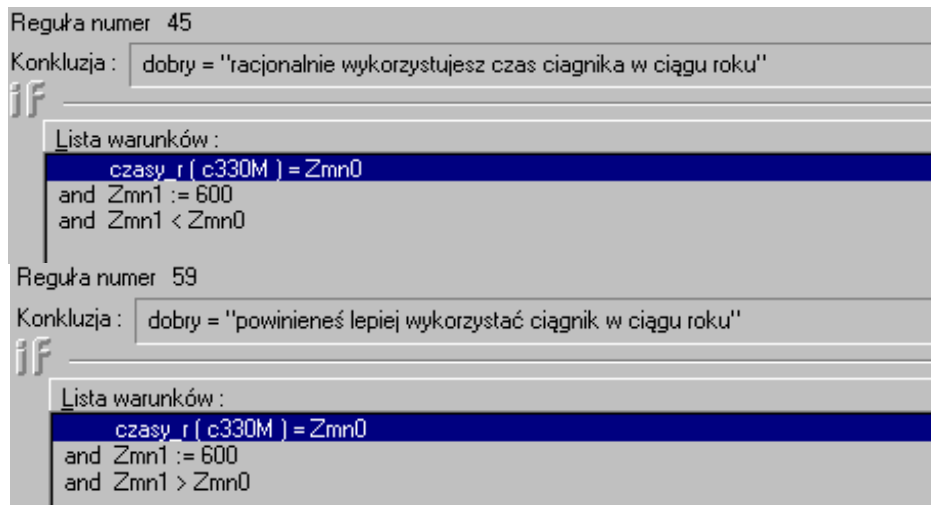 Reguła numer 45
Konkluzja : dobry = "racjonalnie wykorzystujesz czas ciagnika w ciągu roku"
if
Lista warunków :
czasy_r ( c330M ) = Zmn0
and Zmn1 := 600
and Zmn1 < Zmn0
Reguła numer 59
Konkluzja : dobry = "powinieneś lepiej wykorzystać ciągnik w ciągu roku"
if
Lista warunków :
czasy_r ( c330M ) = Zmn0
and Zmn1 := 600
and Zmn1 > Zmn0